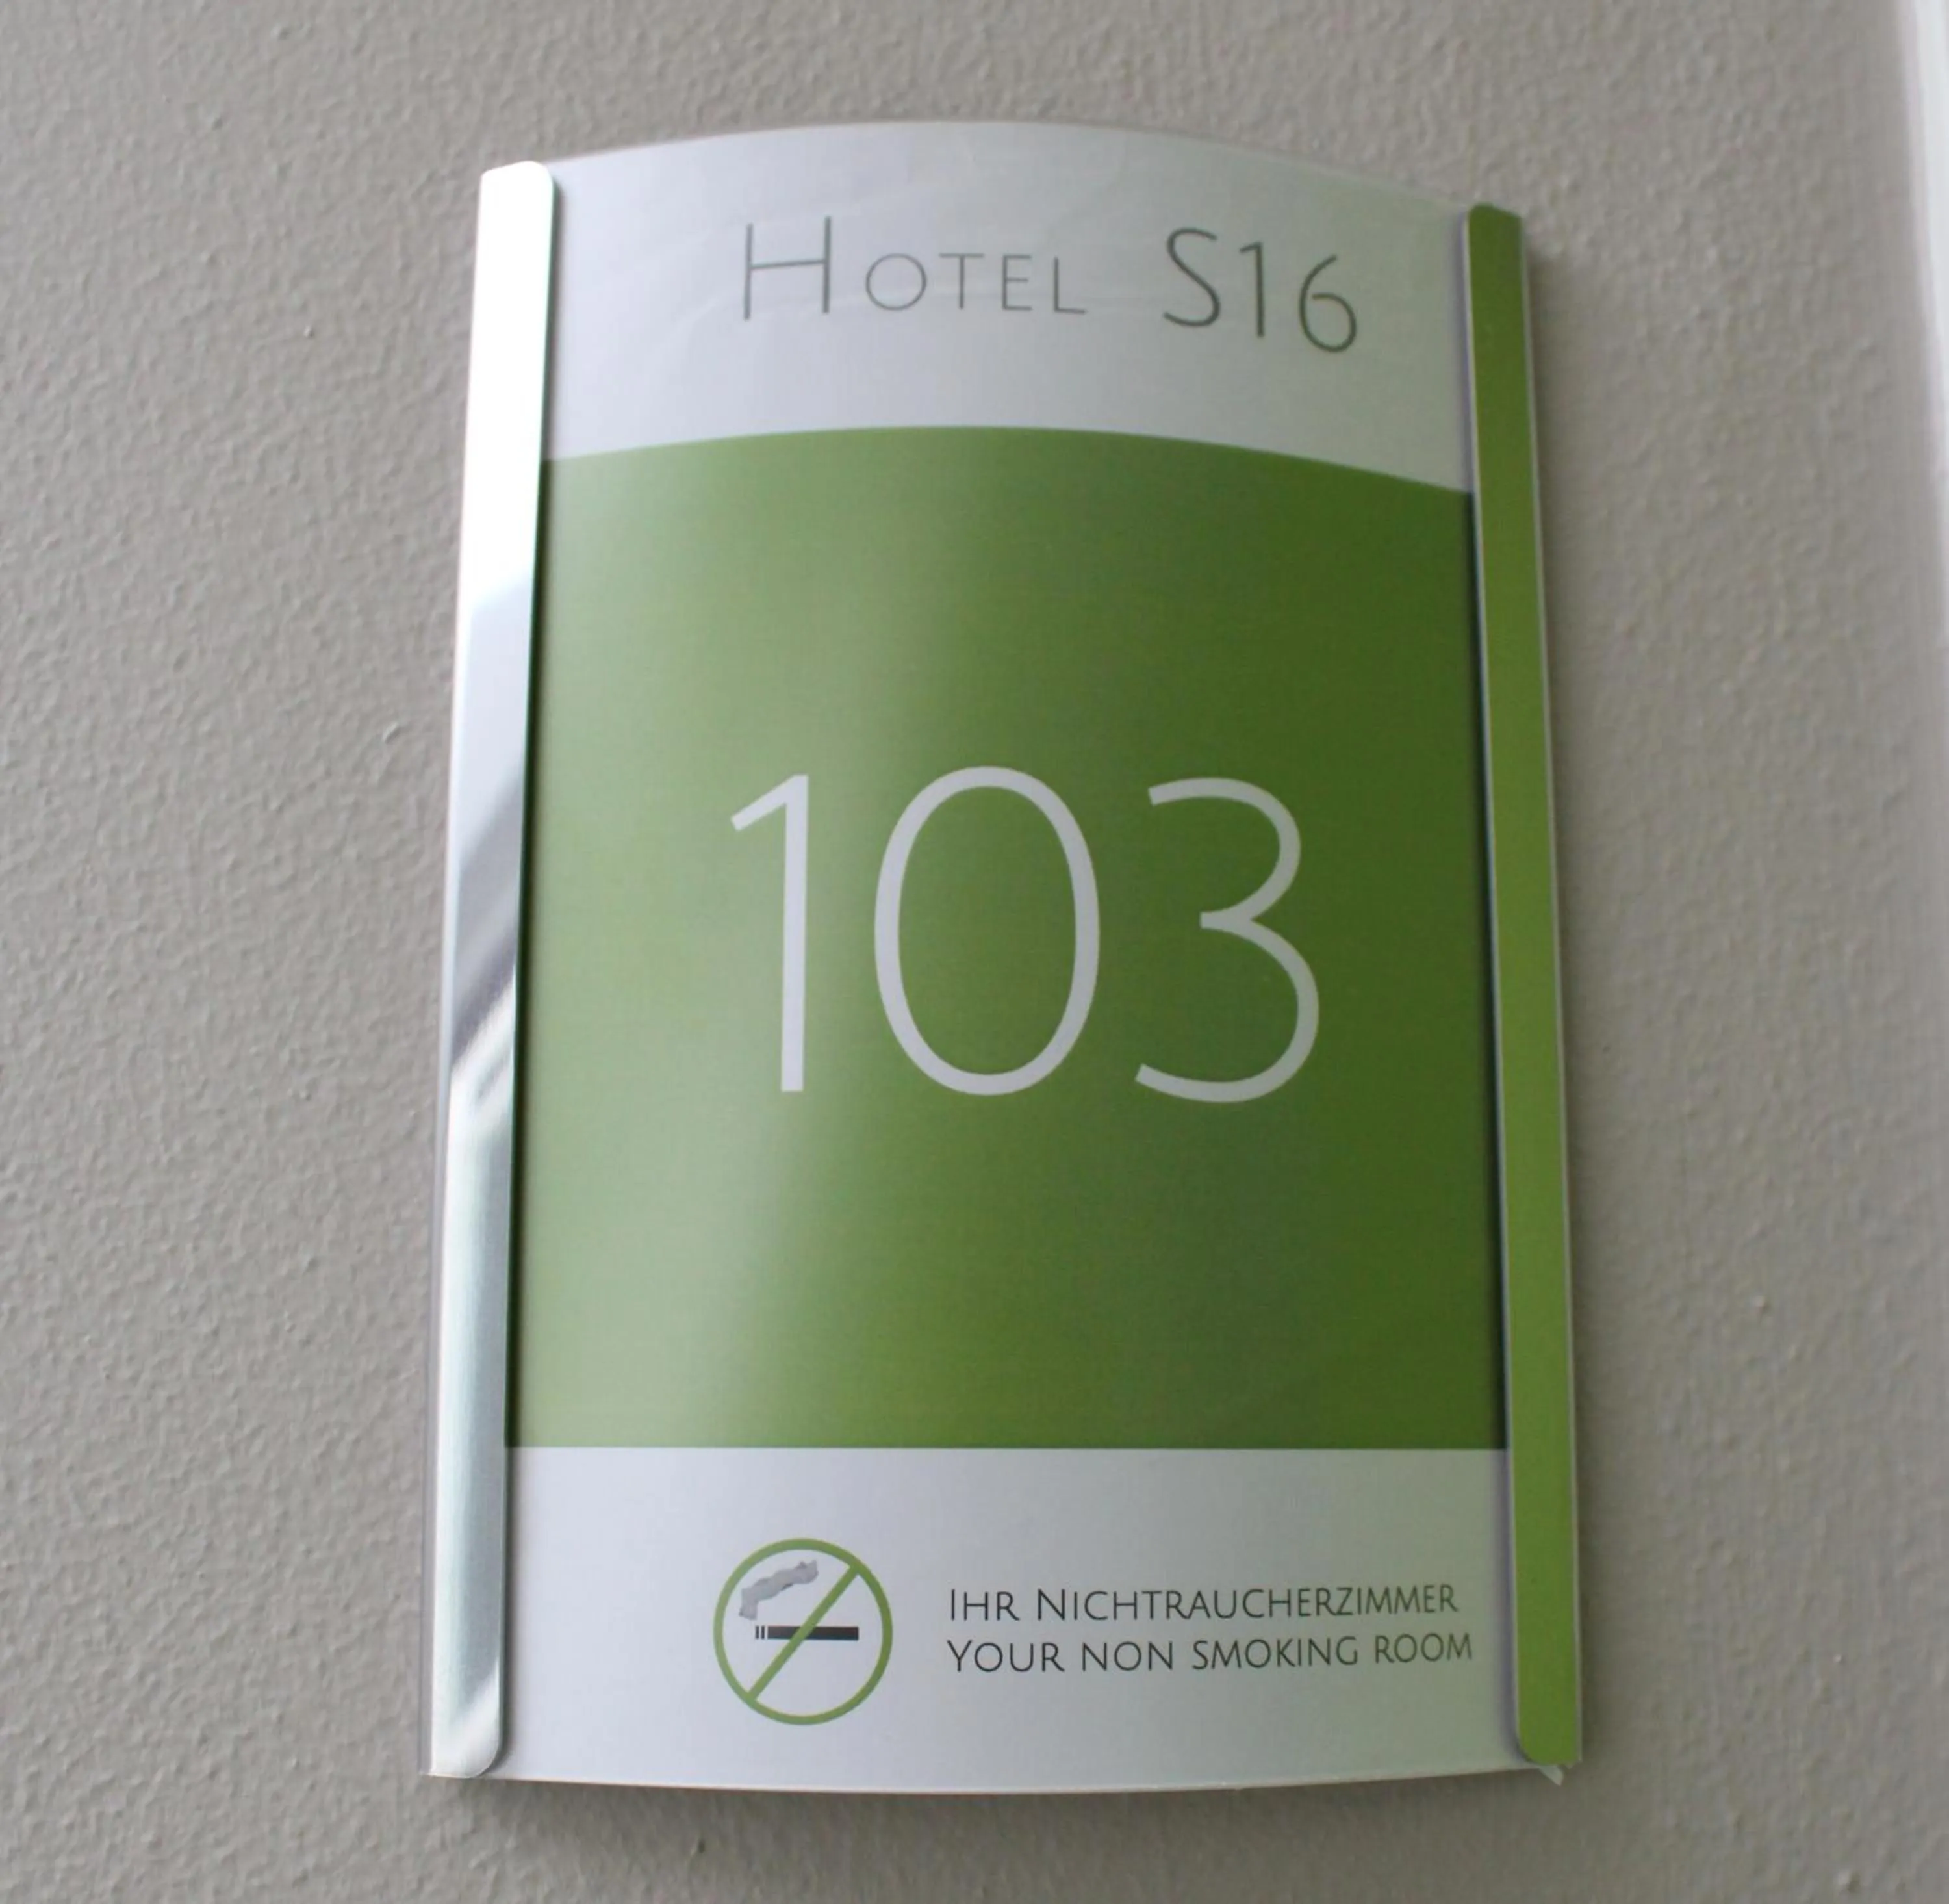 Hotel S16
103
Ihr Nichtraucherzimmer
Your non smoking room